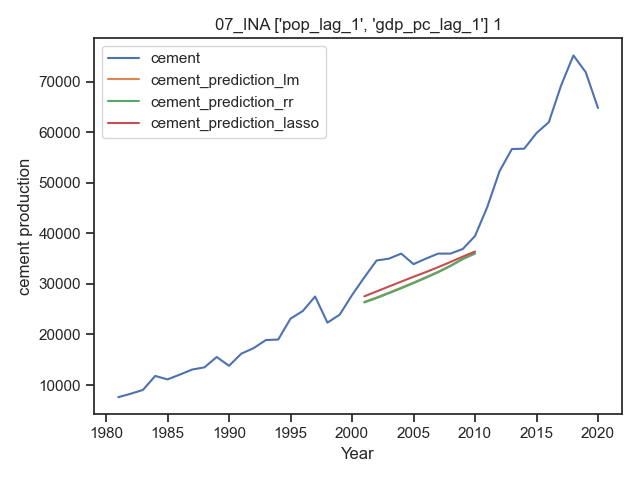 07_INA ['pop_lag_1', 'gdp_pc_lag_1'] 1
cement
cement_prediction_lm
cement_prediction_rr
cement_prediction_lasso
cement production
70000
60000
50000
40000
30000
20000
10000
1980 1985 1990 1995 2000 2005 2010 2015 2020
Year